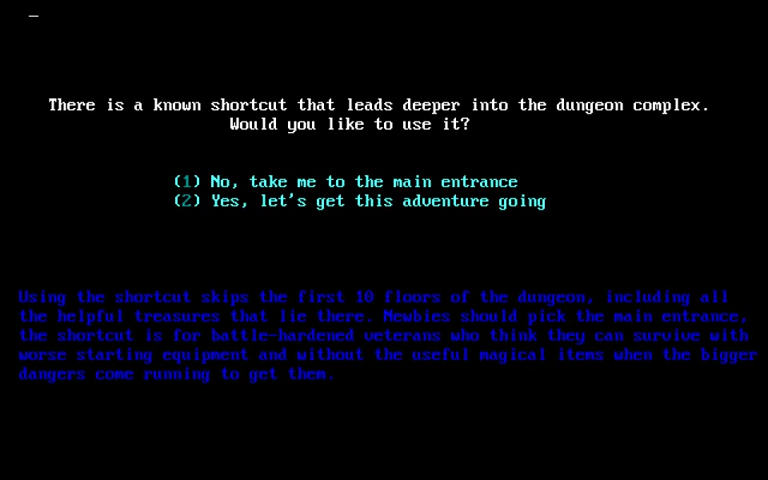 There is a known shortcut that leads deeper into the dungeon complex.
Would you like to use it?
(1) No, take me to the main entrance
(2) Yes, let's get this adventure going
Using the shortcut skips the first 10 floors of the dungeon, including all
the helpful treasures that lie there. Newbies should pick the main entrance,
the shortcut is for battle-hardened veterans who think they can survive with
worse starting equipment and without the useful magical items when the bigger
dangers come running to get them.